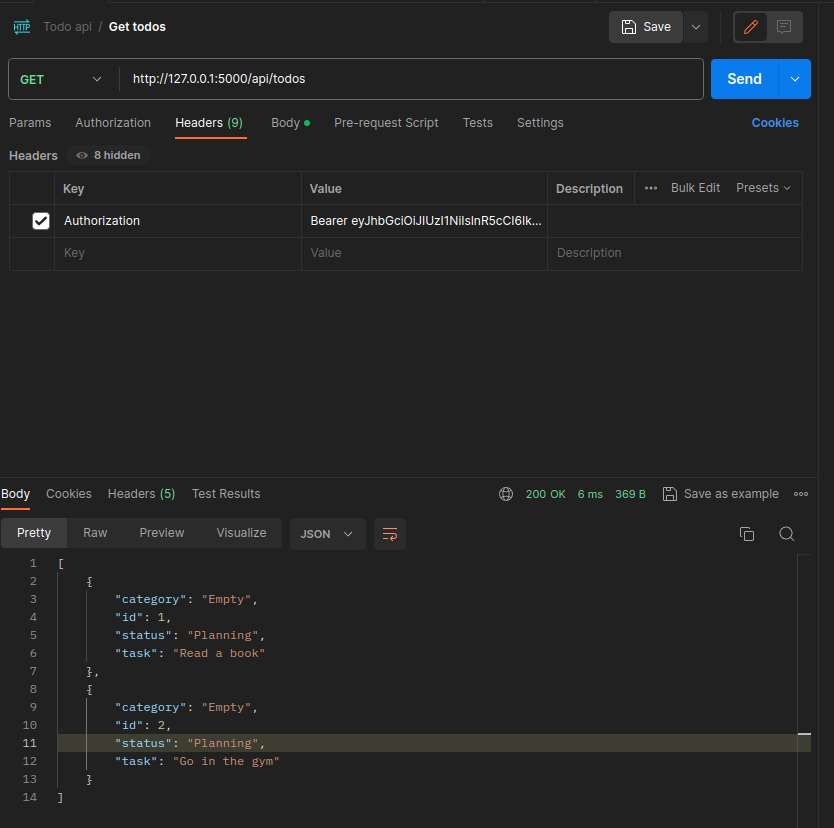 HTTP Todo api / Get todos Save
GET http://127.0.0.1:5000/api/todos Send
Params Authorization Headers (9) Body Pre-request Script Tests Settings Cookies
Headers 8 hidden
Key Value Description Bulk Edit Presets
Authorization Bearer eyJhbGciOiJIUzI1NiIsInR5cCI6Ik...
Key Value Description
Body Cookies Headers (5) Test Results 200 OK 6 ms 369 B Save as example
Pretty Raw Preview Visualize JSON
1 [
2 {
3 "category": "Empty",
4 "id": 1,
5 "status": "Planning",
6 "task": "Read a book"
7 },
8 {
9 "category": "Empty",
10 "id": 2,
11 "status": "Planning",
12 "task": "Go in the gym"
13 }
14 ]